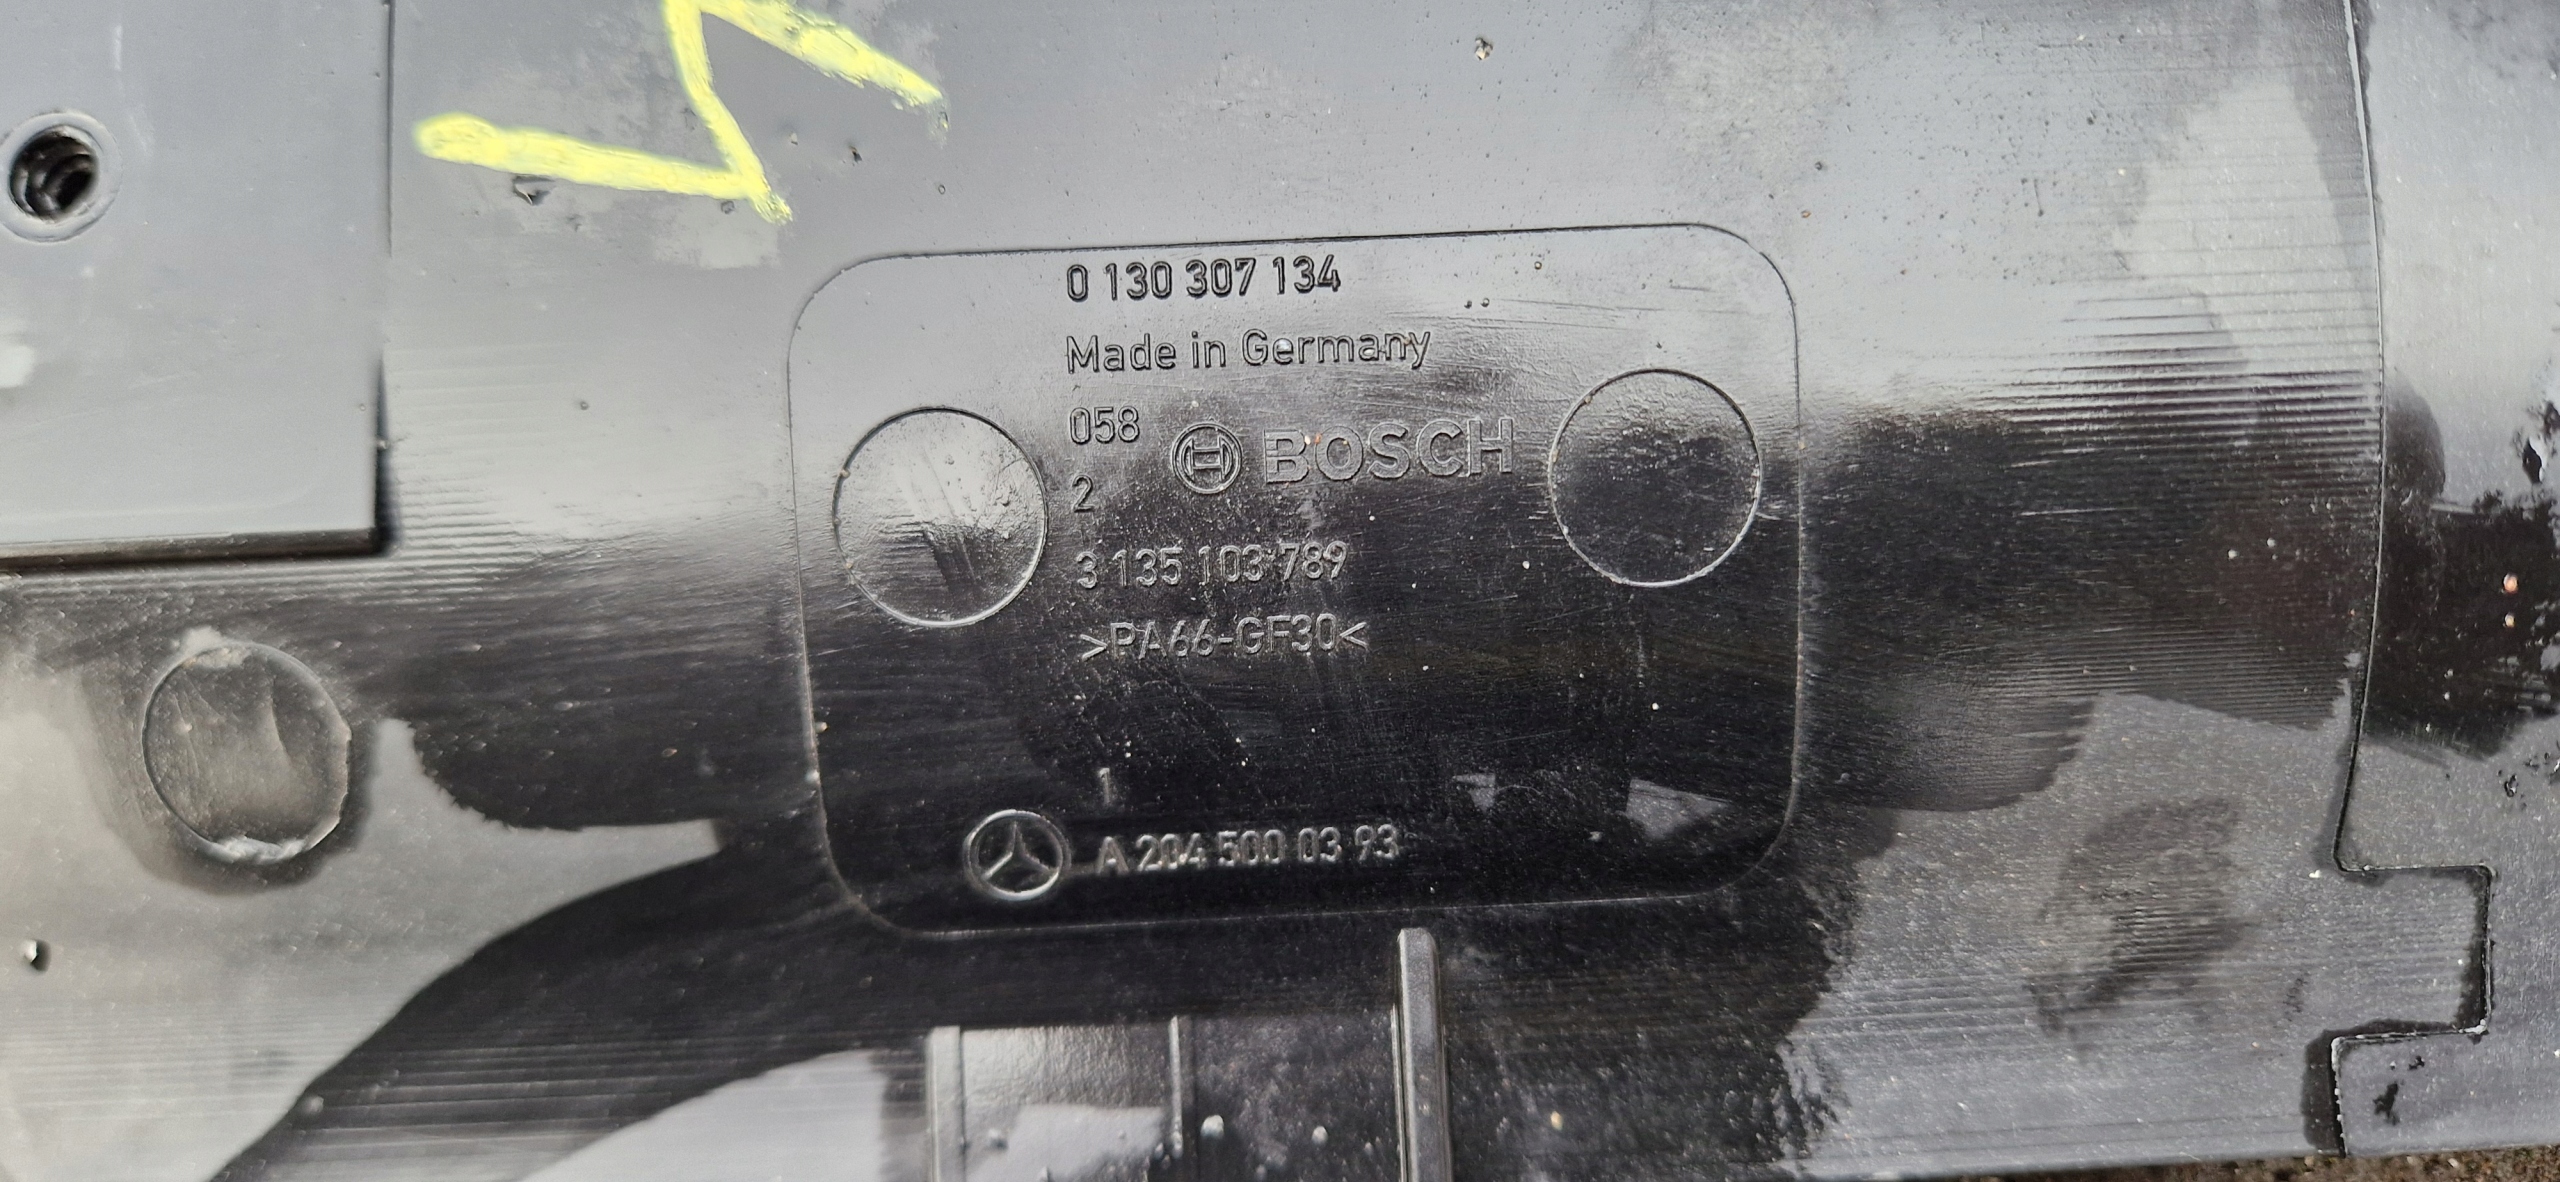 0 130 307 134
Made in Germany
058
BOSCH
2
3 135 103 789
>PA66-GF30<
1
A 204 500 03 93